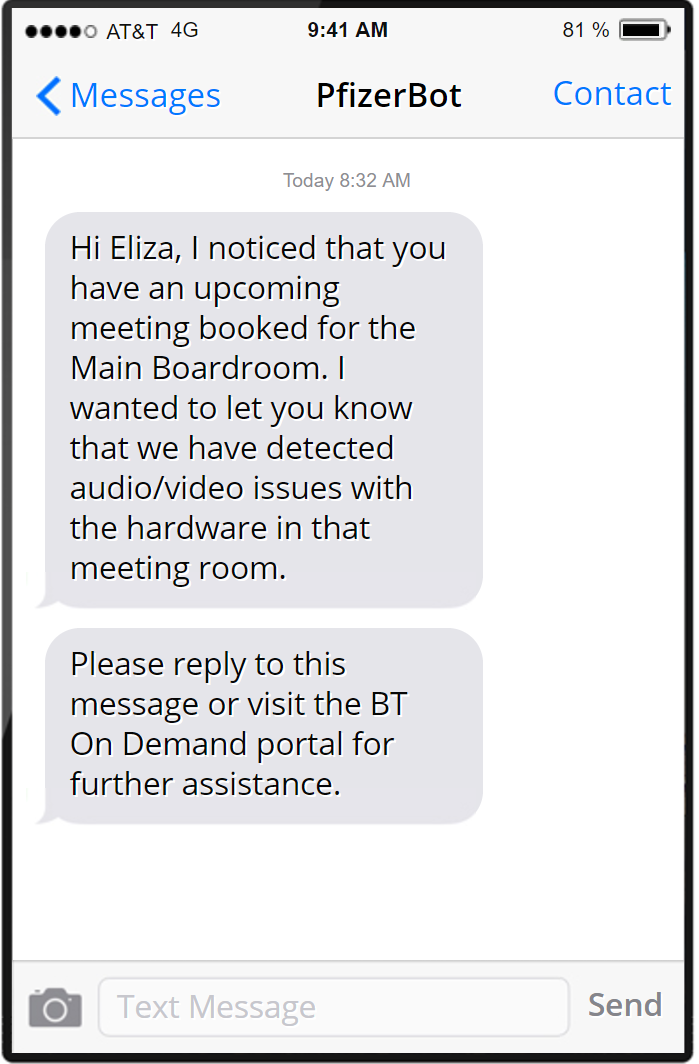 AT&T 4G 9:41 AM 81 %
Messages PfizerBot Contact
Today 8:32 AM
Hi Eliza, I noticed that you
have an upcoming
meeting booked for the
Main Boardroom. I
wanted to let you know
that we have detected
audio/video issues with
the hardware in that
meeting room.
Please reply to this
message or visit the BT
On Demand portal for
further assistance.
Text Message Send